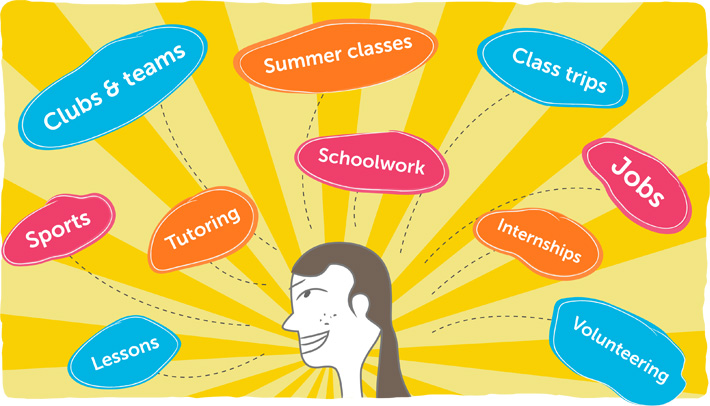 Clubs & teams
Summer classes
Class trips
Schoolwork
Jobs
Sports
Tutoring
Internships
Lessons
Volunteering